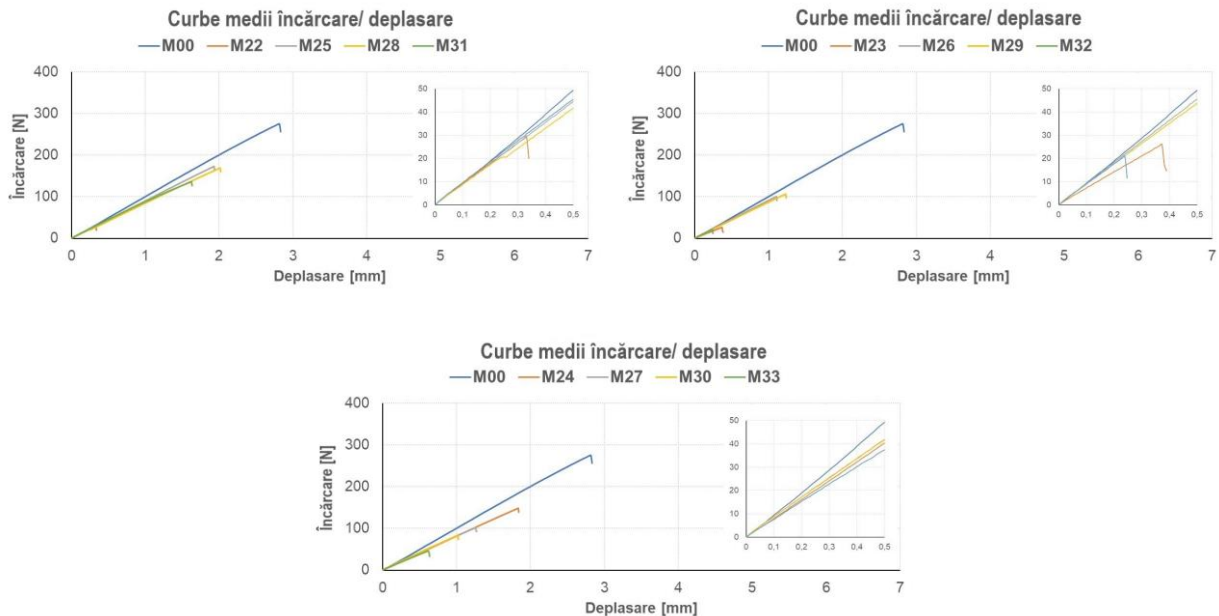 Curbe medii încărcare/ deplasare
M00 M22 M25 M28 M31
Încărcare [N]
400
300
200
100
0
0 1 2 3 4 5 6 7
Deplasare [mm]
50
40
30
20
10
0
0 0,1 0,2 0,3 0,4 0,5
Curbe medii încărcare/ deplasare
M00 M23 M26 M29 M32
Încărcare [N]
400
300
200
100
0
0 1 2 3 4 5 6 7
Deplasare [mm]
50
40
30
20
10
0
0 0,1 0,2 0,3 0,4 0,5
Curbe medii încărcare/ deplasare
M00 M24 M27 M30 M33
Încărcare [N]
400
300
200
100
0
0 1 2 3 4 5 6 7
Deplasare [mm]
50
40
30
20
10
0
0 0,1 0,2 0,3 0,4 0,5